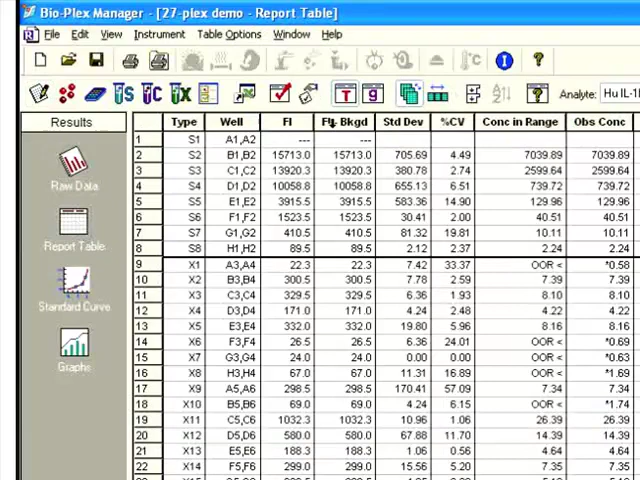 Bio-Plex Manager - [27-plex demo - Report Table]
File Edit View Instrument Table Options Window Help
Analyte: Hu IL-1
Results
Raw Data
Report Table
Standard Curve
Graphs
Type Well FI FI - Bkgd Std Dev %CV Conc in Range Obs Conc
1 S1 A1,A2 --- ---
2 S2 B1,B2 15713.0 15713.0 705.69 4.49 7039.89 7039.89
3 S3 C1,C2 13920.3 13920.3 380.78 2.74 2599.64 2599.64
4 S4 D1,D2 10058.8 10058.8 655.13 6.51 739.72 739.72
5 S5 E1,E2 3915.5 3915.5 583.36 14.90 129.96 129.96
6 S6 F1,F2 1523.5 1523.5 30.41 2.00 40.51 40.51
7 S7 G1,G2 410.5 410.5 81.32 19.81 10.11 10.11
8 S8 H1,H2 89.5 89.5 2.12 2.37 2.24 2.24
9 X1 A3,A4 22.3 22.3 7.42 33.37 OOR < *0.58
10 X2 B3,B4 300.5 300.5 7.78 2.59 7.39 7.39
11 X3 C3,C4 329.5 329.5 6.36 1.93 8.10 8.10
12 X4 D3,D4 171.0 171.0 4.24 2.48 4.22 4.22
13 X5 E3,E4 332.0 332.0 19.80 5.96 8.16 8.16
14 X6 F3,F4 26.5 26.5 6.36 24.01 OOR < *0.69
15 X7 G3,G4 24.0 24.0 0.00 0.00 OOR < *0.63
16 X8 H3,H4 67.0 67.0 11.31 16.89 OOR < *1.69
17 X9 A5,A6 298.5 298.5 170.41 57.09 7.34 7.34
18 X10 B5,B6 69.0 69.0 4.24 6.15 OOR < *1.74
19 X11 C5,C6 1032.3 1032.3 10.96 1.06 26.39 26.39
20 X12 D5,D6 580.0 580.0 67.88 11.70 14.39 14.39
21 X13 E5,E6 188.3 188.3 1.06 0.56 4.64 4.64
22 X14 F5,F6 299.0 299.0 15.56 5.20 7.35 7.35